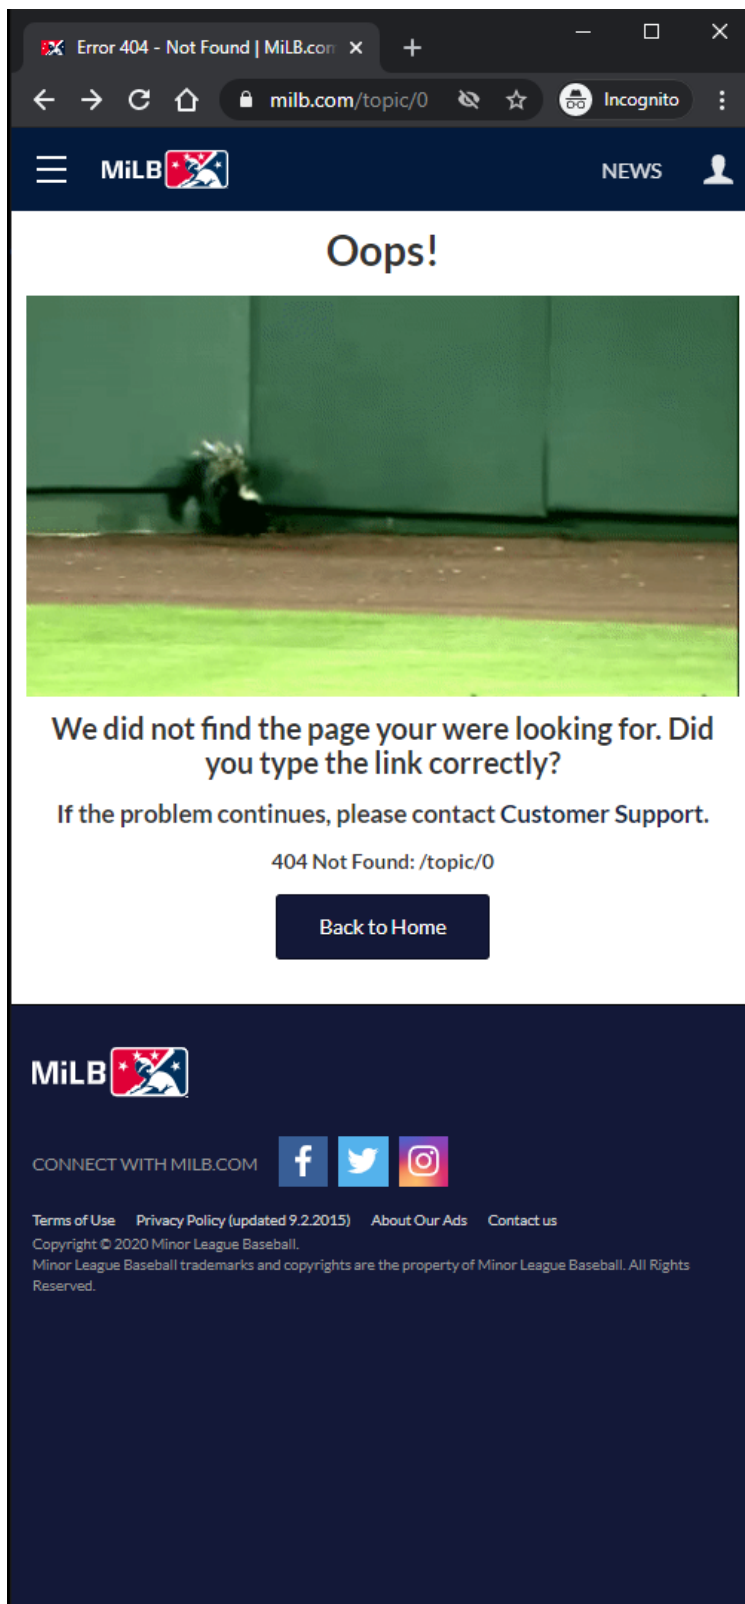 Error 404 - Not Found | MiLB.com
milb.com/topic/0
Incognito
MiLB
NEWS
Oops!
We did not find the page your were looking for. Did
you type the link correctly?
If the problem continues, please contact Customer Support.
404 Not Found: /topic/0
Back to Home
MiLB
CONNECT WITH MILB.COM
Terms of Use Privacy Policy (updated 9.2.2015) About Our Ads Contact us
Copyright © 2020 Minor League Baseball.
Minor League Baseball trademarks and copyrights are the property of Minor League Baseball. All Rights
Reserved.